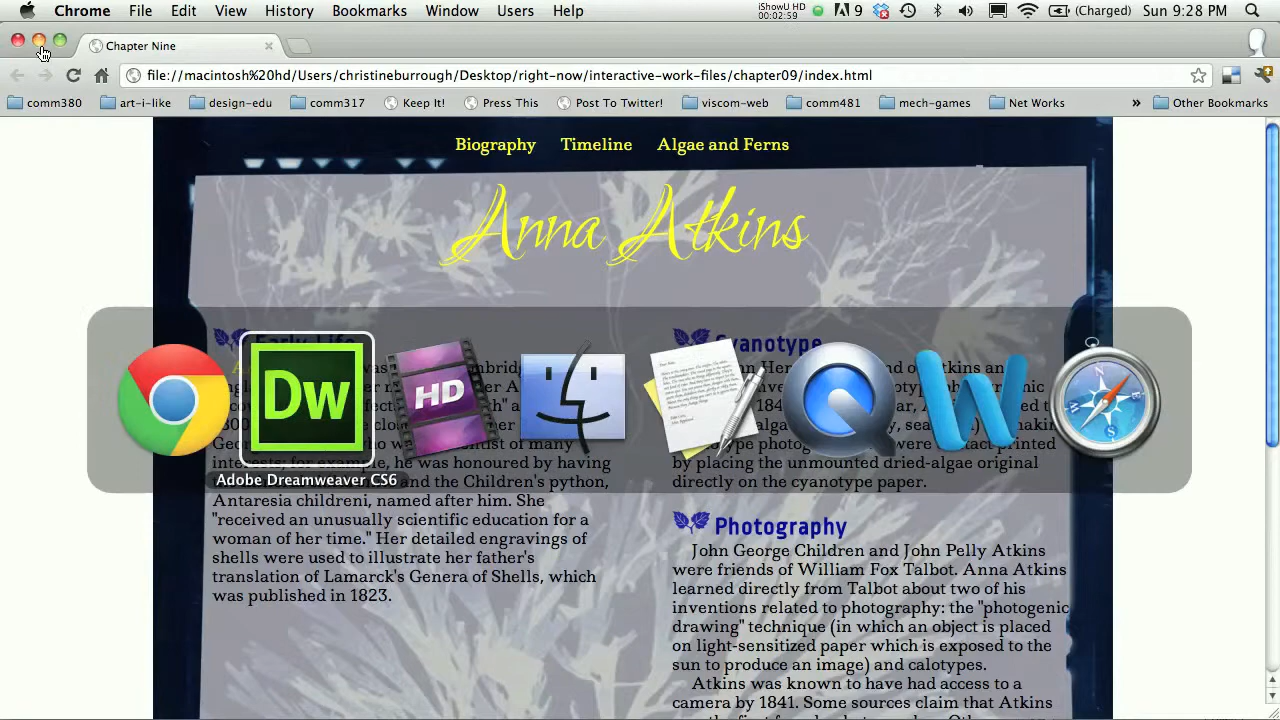 Chrome File Edit View History Bookmarks Window Users Help iShowU HD 00:02:59 9 (Charged) Sun 9:28 PM
Chapter Nine
file://macintosh%20hd/Users/christineburrough/Desktop/right-now/interactive-work-files/chapter09/index.html
comm380 art-i-like design-edu comm317 Keep It! Press This Post To Twitter! viscom-web comm481 mech-games Net Works » Other Bookmarks
Biography Timeline Algae and Ferns
Anna Atkins
Early Life
interests; for example, he was honoured by having
and the Children's python,
Antaresia childreni, named after him. She
"received an unusually scientific education for a
woman of her time." Her detailed engravings of
shells were used to illustrate her father's
translation of Lamarck's Genera of Shells, which
was published in 1823.
Cyanotype
by placing the unmounted dried-algae original
directly on the cyanotype paper.
Photography
John George Children and John Pelly Atkins
were friends of William Fox Talbot. Anna Atkins
learned directly from Talbot about two of his
inventions related to photography: the "photogenic
drawing" technique (in which an object is placed
on light-sensitized paper which is exposed to the
sun to produce an image) and calotypes.
Atkins was known to have had access to a
camera by 1841. Some sources claim that Atkins
Dw
HD
Adobe Dreamweaver CS6